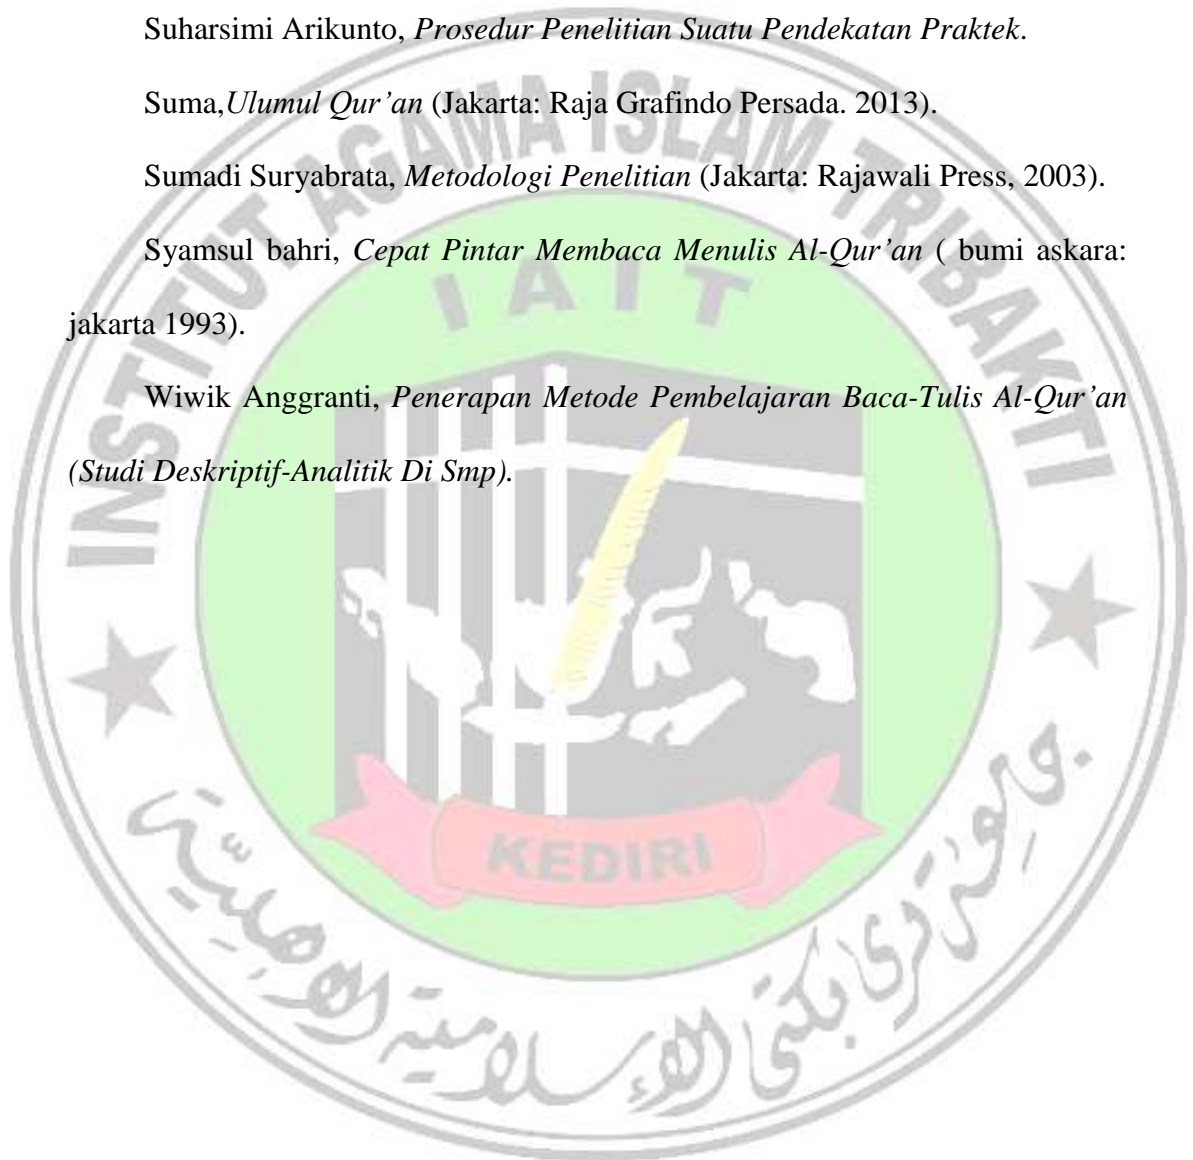 Suharsimi Arikunto, Prosedur Penelitian Suatu Pendekatan Praktek.
Suma,Ulumul Qur’an (Jakarta: Raja Grafindo Persada. 2013).
Sumadi Suryabrata, Metodologi Penelitian (Jakarta: Rajawali Press, 2003).
Syamsul bahri, Cepat Pintar Membaca Menulis Al-Qur’an ( bumi askara:
jakarta 1993).
Wiwik Anggranti, Penerapan Metode Pembelajaran Baca-Tulis Al-Qur’an
(Studi Deskriptif-Analitik Di Smp).
INSTITUT AGAMA ISLAM TRIBAKTI
IAIT
KEDIRI